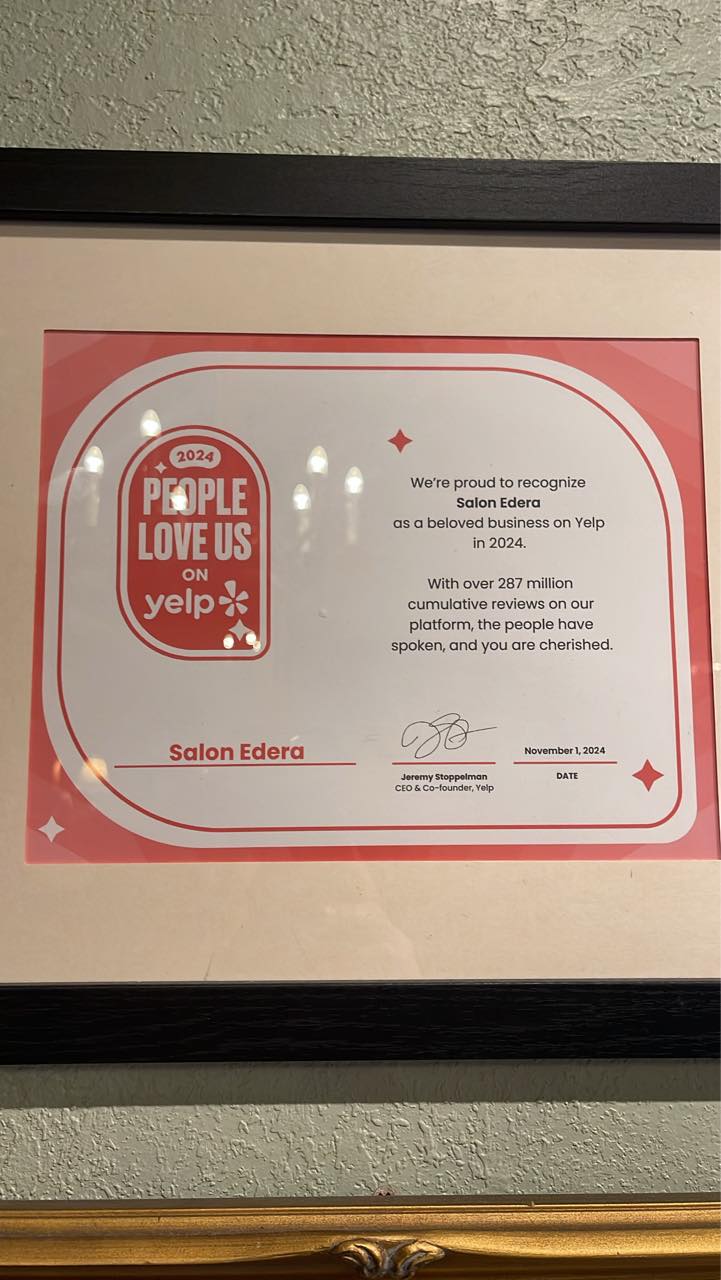 2024
PEOPLE
LOVE US
ON
yelp
We're proud to recognize
Salon Edera
as a beloved business on Yelp
in 2024.
With over 287 million
cumulative reviews on our
platform, the people have
spoken, and you are cherished.
Salon Edera
Jeremy Stoppelman
CEO & Co-founder, Yelp
November 1, 2024
DATE